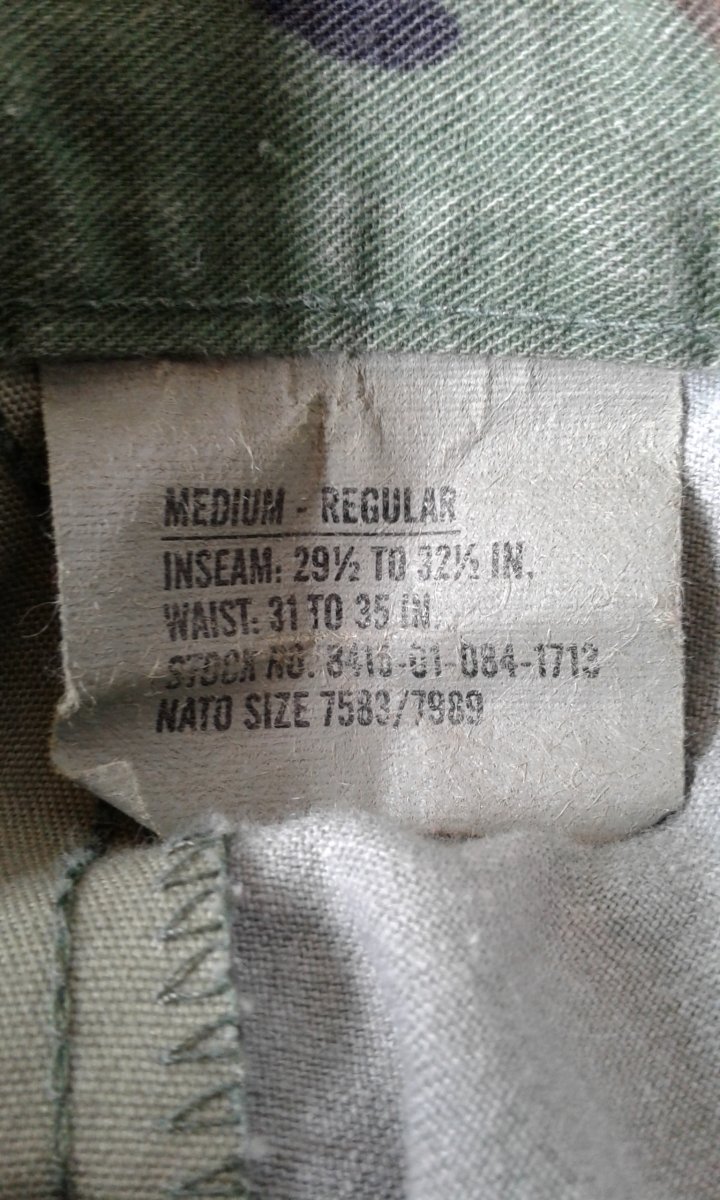 MEDIUM - REGULAR
INSEAM: 29½ TO 32½ IN.
WAIST: 31 TO 35 IN.
STOCK NO. 8415-01-084-1713
NATO SIZE 7583/7989